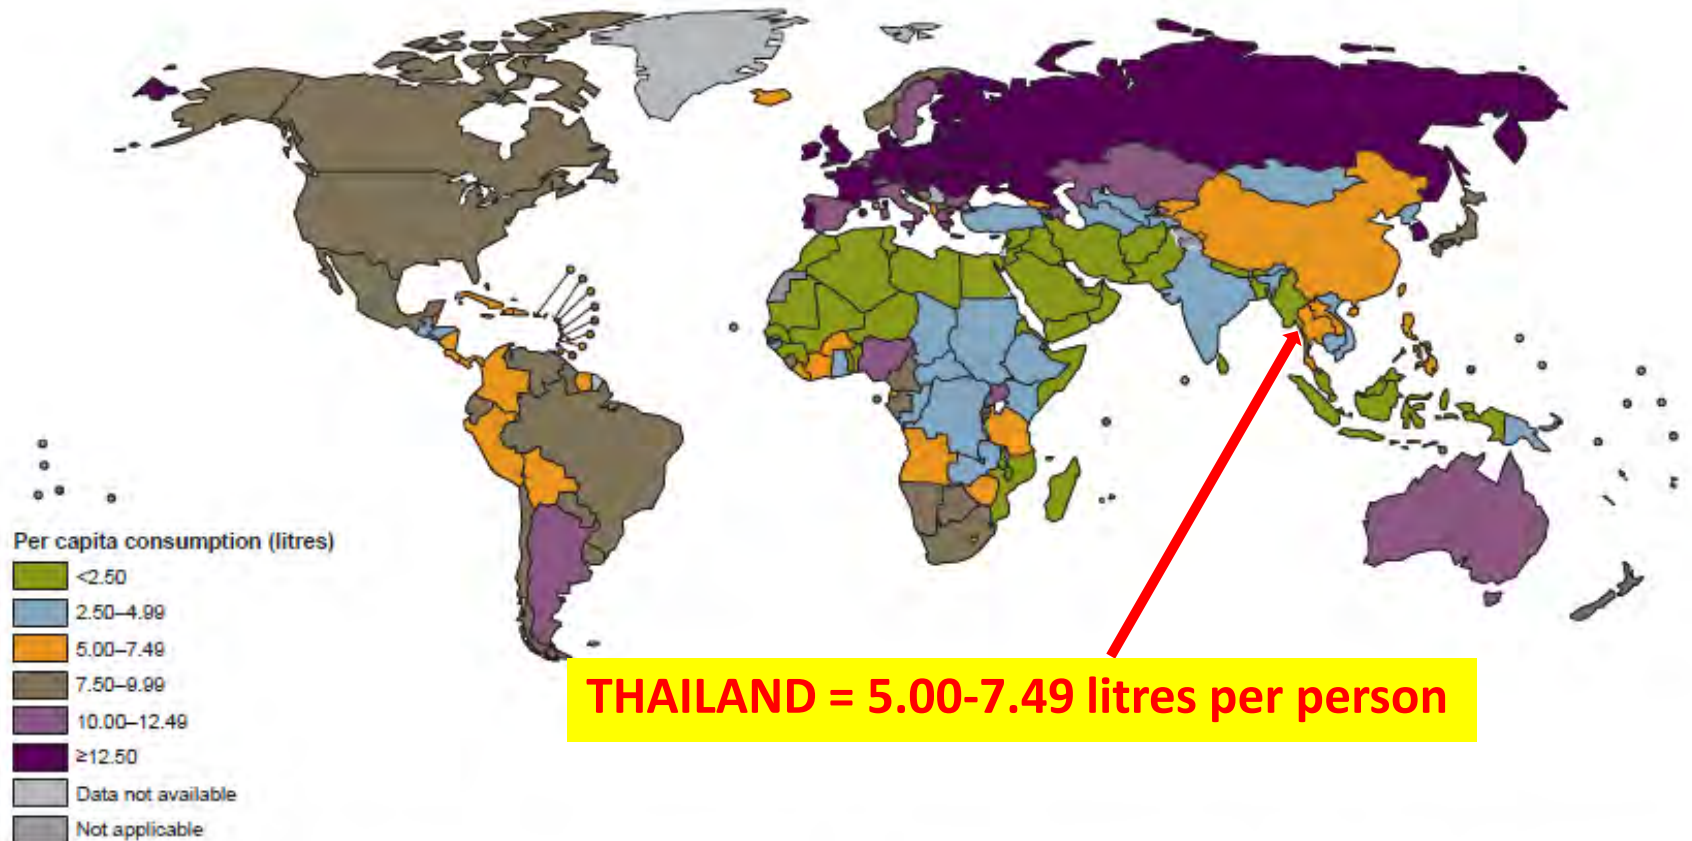 Per capita consumption (litres)
<2.50
2.50–4.99
5.00–7.49
7.50–9.99
10.00–12.49
≥12.50
Data not available
Not applicable
THAILAND = 5.00-7.49 litres per person